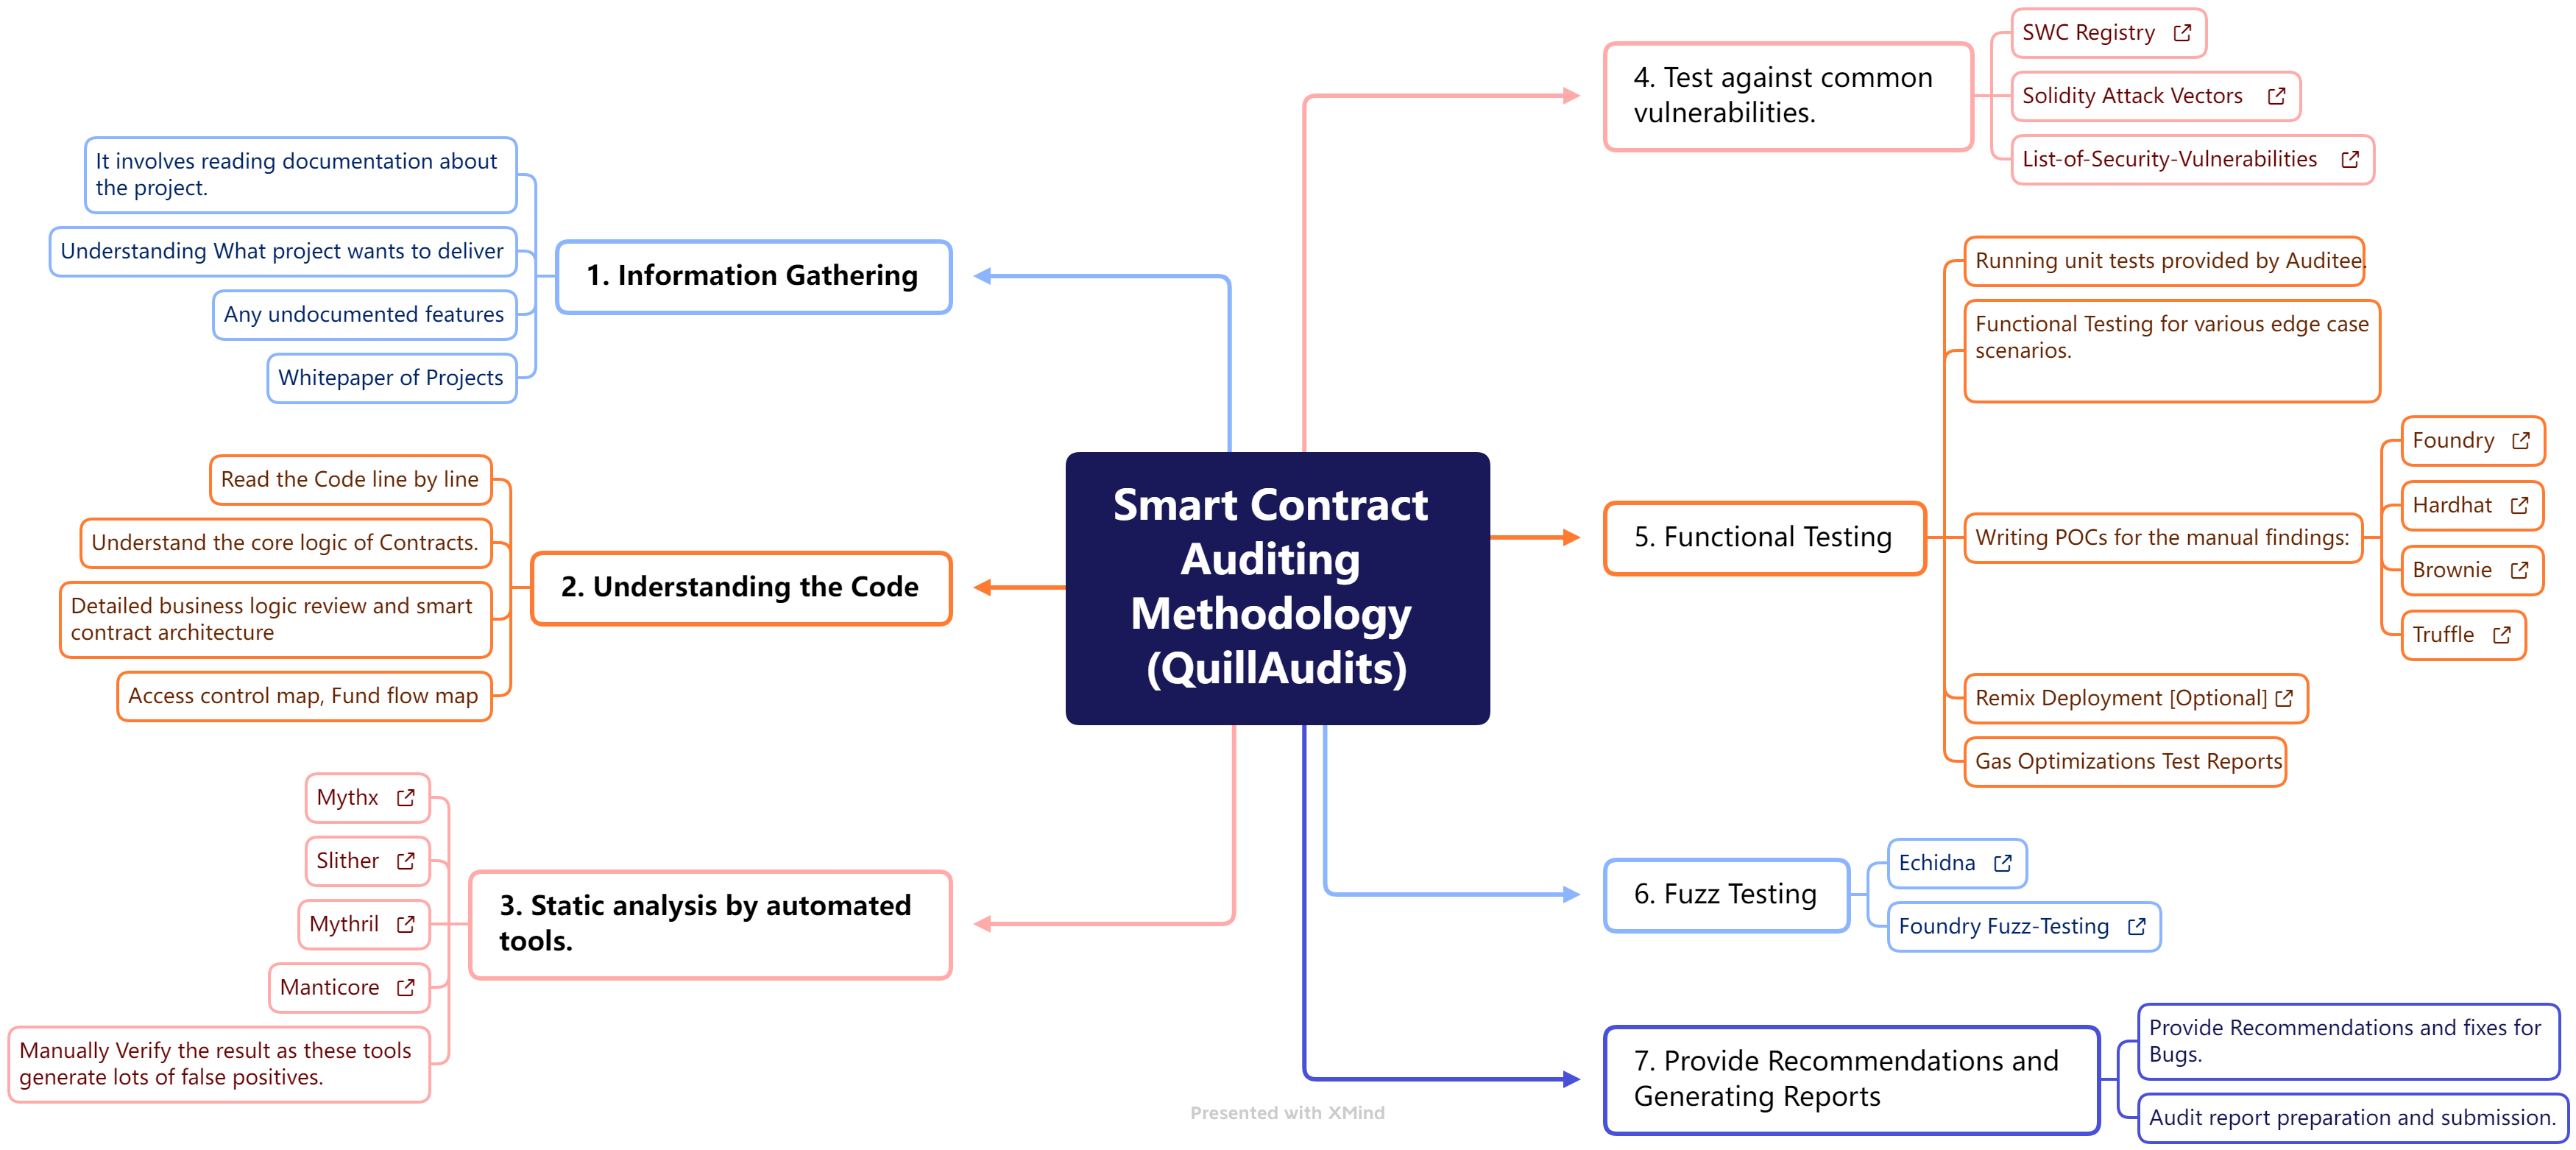 Smart Contract
Auditing
Methodology
(QuillAudits)
1. Information Gathering
It involves reading documentation about
the project.
Understanding What project wants to deliver
Any undocumented features
Whitepaper of Projects
2. Understanding the Code
Read the Code line by line
Understand the core logic of Contracts.
Detailed business logic review and smart
contract architecture
Access control map, Fund flow map
3. Static analysis by automated
tools.
Mythx
Slither
Mythril
Manticore
Manually Verify the result as these tools
generate lots of false positives.
4. Test against common
vulnerabilities.
SWC Registry
Solidity Attack Vectors
List-of-Security-Vulnerabilities
5. Functional Testing
Running unit tests provided by Auditee.
Functional Testing for various edge case
scenarios.
Writing POCs for the manual findings:
Foundry
Hardhat
Brownie
Truffle
Remix Deployment [Optional]
Gas Optimizations Test Reports
6. Fuzz Testing
Echidna
Foundry Fuzz-Testing
7. Provide Recommendations and
Generating Reports
Provide Recommendations and fixes for
Bugs.
Audit report preparation and submission.
Presented with XMind